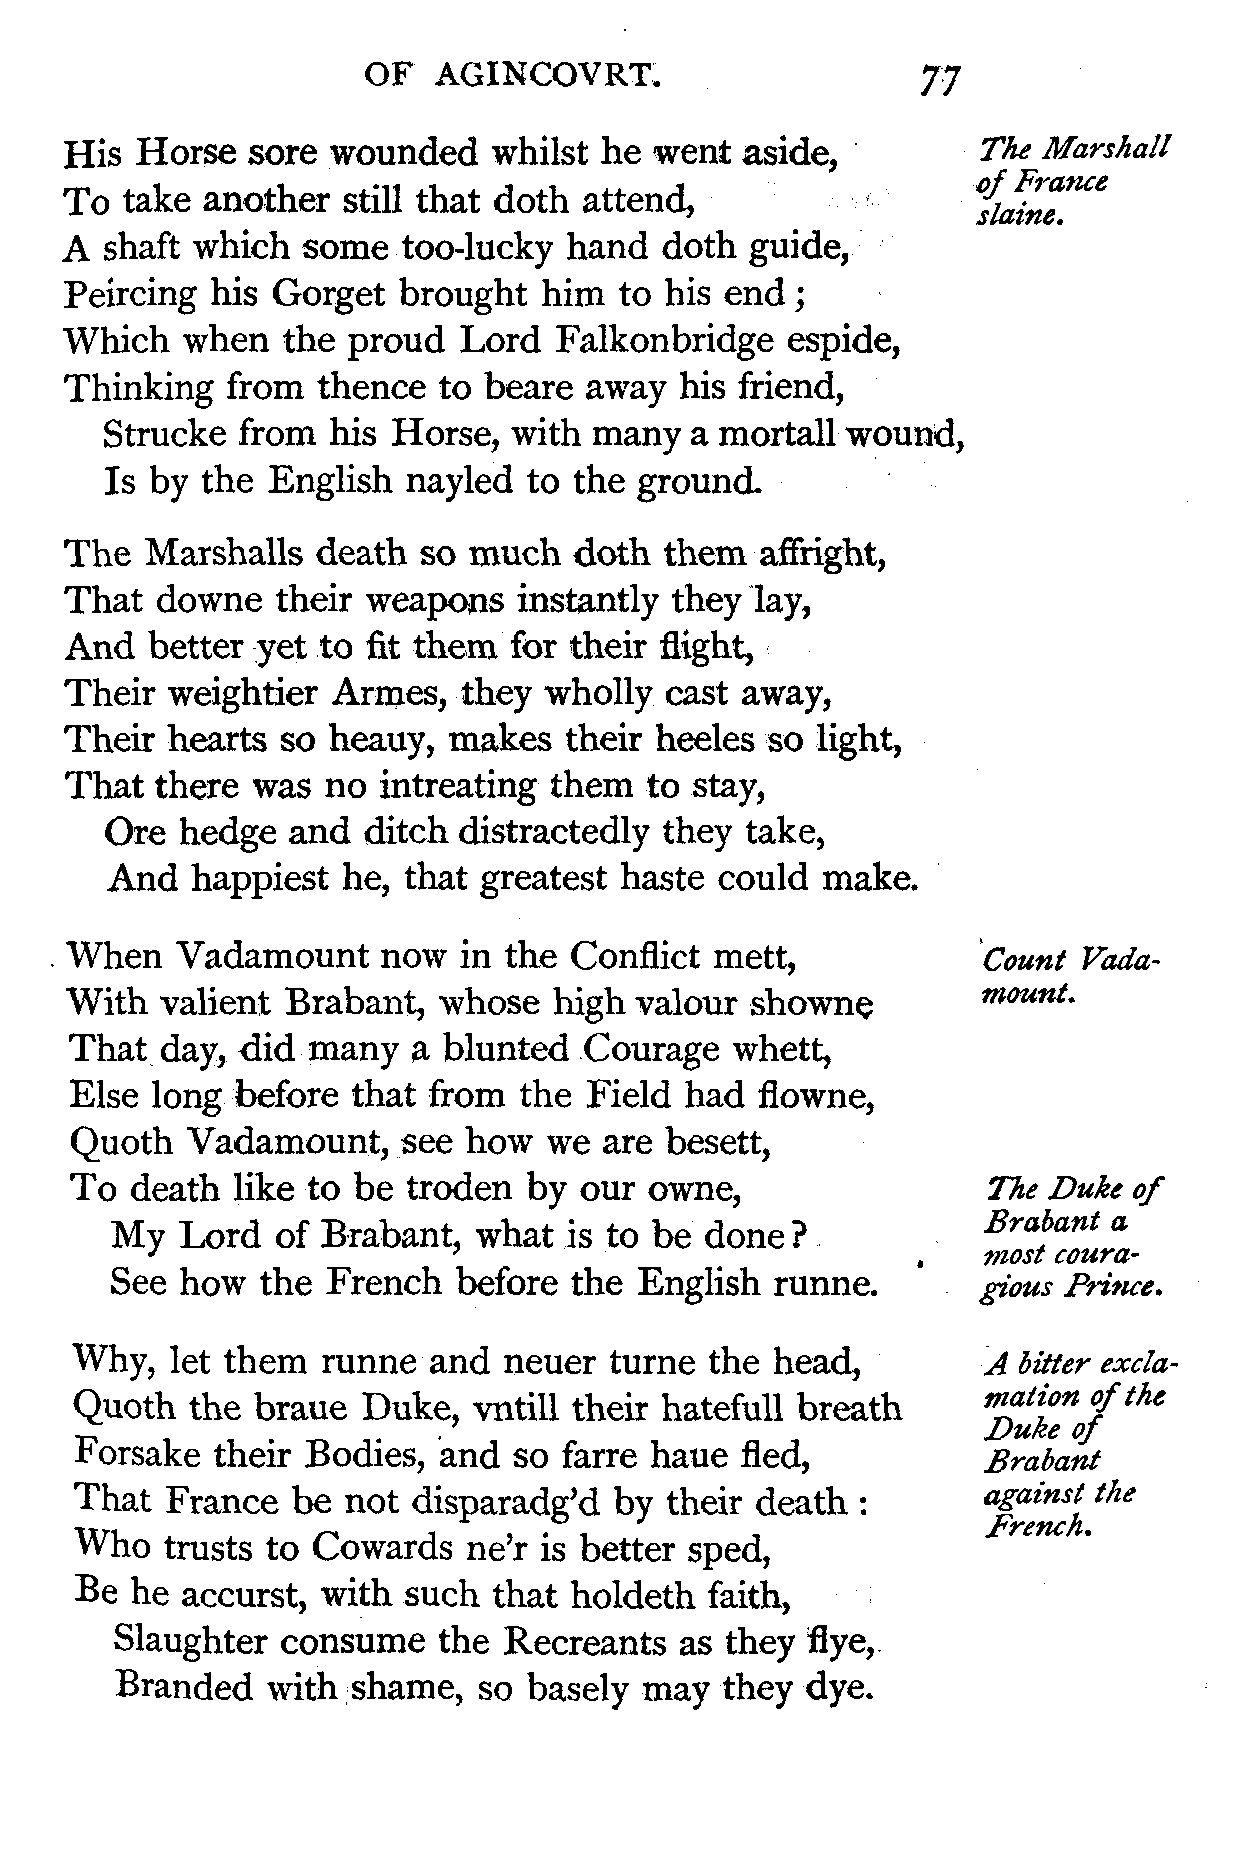 OF AGINCOVRT. 77
His Horse sore wounded whilst he went aside,
To take another still that doth attend,
A shaft which some too-lucky hand doth guide,
Peircing his Gorget brought him to his end ;
Which when the proud Lord Falkonbridge espide,
Thinking from thence to beare away his friend,
Strucke from his Horse, with many a mortall wound,
Is by the English nayled to the ground.
The Marshall
of France
slaine.
The Marshalls death so much doth them affright,
That downe their weapons instantly they lay,
And better yet to fit them for their flight,
Their weightier Armes, they wholly cast away,
Their hearts so heauy, makes their heeles so light,
That there was no intreating them to stay,
Ore hedge and ditch distractedly they take,
And happiest he, that greatest haste could make.
When Vadamount now in the Conflict mett,
With valient Brabant, whose high valour showne
That day, did many a blunted Courage whett,
Else long before that from the Field had flowne,
Quoth Vadamount, see how we are besett,
To death like to be troden by our owne,
My Lord of Brabant, what is to be done ?
See how the French before the English runne.
Count Vada-
mount.
The Duke of
Brabant a
most coura-
gious Prince.
Why, let them runne and neuer turne the head,
Quoth the braue Duke, vntill their hatefull breath
Forsake their Bodies, and so farre haue fled,
That France be not disparadg'd by their death :
Who trusts to Cowards ne'r is better sped,
Be he accurst, with such that holdeth faith,
Slaughter consume the Recreants as they flye,
Branded with shame, so basely may they dye.
A bitter excla-
mation of the
Duke of
Brabant
against the
French.